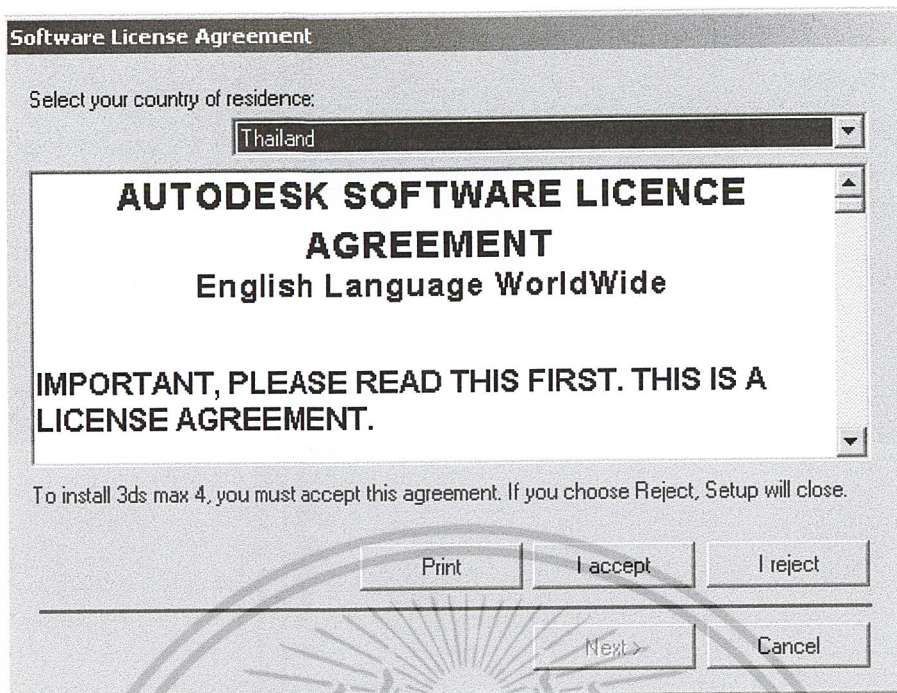 Software License Agreement
Select your country of residence:
Thailand
AUTODESK SOFTWARE LICENCE
AGREEMENT
English Language WorldWide
IMPORTANT, PLEASE READ THIS FIRST. THIS IS A
LICENSE AGREEMENT.
To install 3ds max 4, you must accept this agreement. If you choose Reject, Setup will close.
Print I accept I reject
Next > Cancel